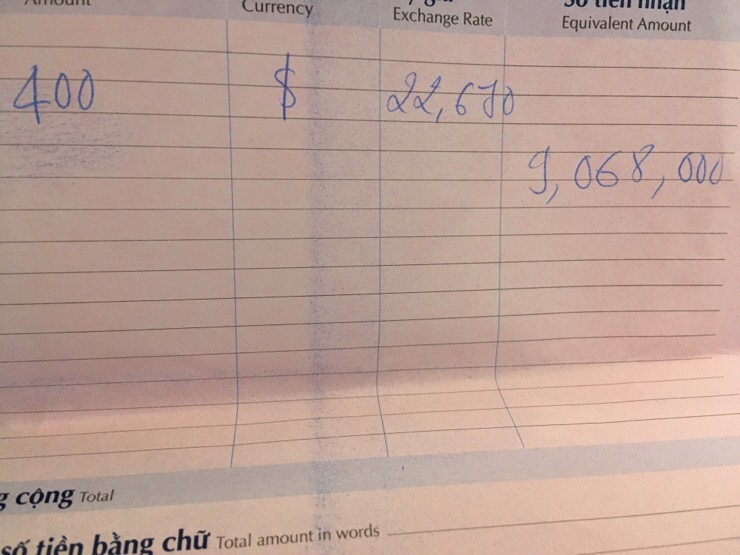 Amount
Currency
Exchange Rate
Số tiền nhận
Equivalent Amount
400 $ 22,670
9,068,000
g cộng Total
số tiền bằng chữ Total amount in words